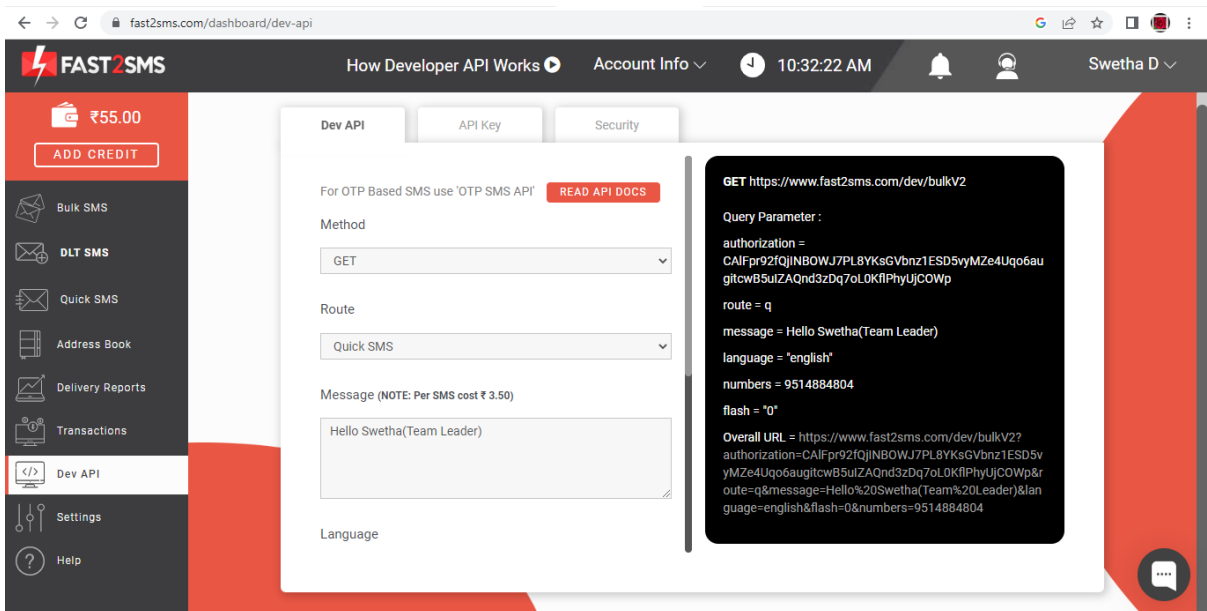 fast2sms.com/dashboard/dev-api
FAST2SMS
How Developer API Works
Account Info
10:32:22 AM
Swetha D
₹55.00
ADD CREDIT
Bulk SMS
DLT SMS
Quick SMS
Address Book
Delivery Reports
Transactions
Dev API
Settings
Help
Dev API
API Key
Security
For OTP Based SMS use 'OTP SMS API'
READ API DOCS
Method
GET
Route
Quick SMS
Message (NOTE: Per SMS cost ₹ 3.50)
Hello Swetha(Team Leader)
Language
GET https://www.fast2sms.com/dev/bulkV2
Query Parameter :
authorization =
CAlFpr92fQjINBOWJ7PL8YKsGVbnz1ESD5vyMZe4Uqo6au
gitcwB5uIZAQnd3zDq7oL0KflPhyUjCOWp
route = q
message = Hello Swetha(Team Leader)
language = "english"
numbers = 9514884804
flash = "0"
Overall URL = https://www.fast2sms.com/dev/bulkV2?
authorization=CAlFpr92fQjINBOWJ7PL8YKsGVbnz1ESD5v
yMZe4Uqo6augitcwB5uIZAQnd3zDq7oL0KflPhyUjCOWp&r
oute=q&message=Hello%20Swetha(Team%20Leader)&lan
guage=english&flash=0&numbers=9514884804